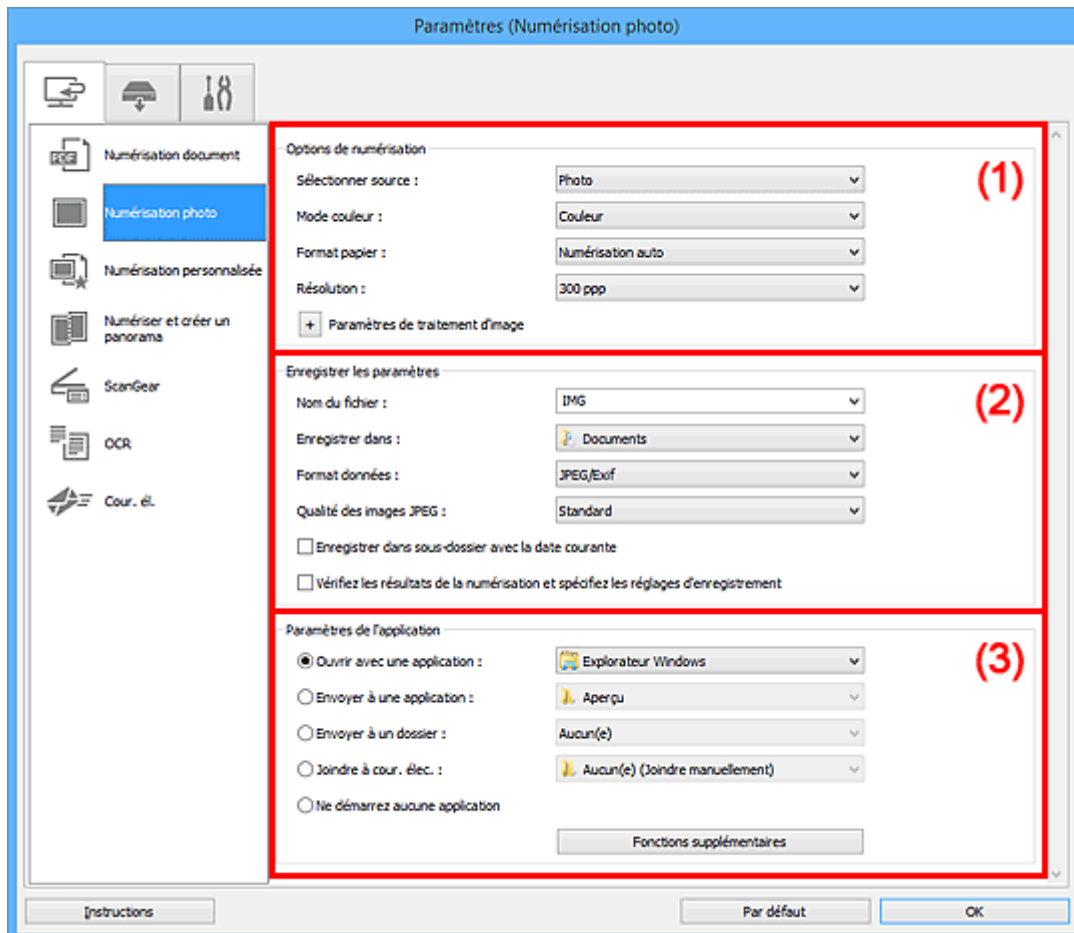 Paramètres (Numérisation photo)
Numérisation document
Numérisation photo
Numérisation personnalisée
Numériser et créer un
panorama
ScanGear
OCR
Cour. él.
Options de numérisation
(1)
Sélectionner source : Photo
Mode couleur : Couleur
Format papier : Numérisation auto
Résolution : 300 ppp
+ Paramètres de traitement d'image
Enregistrer les paramètres
(2)
Nom du fichier : IMG
Enregistrer dans : Documents
Format données : JPEG/Exif
Qualité des images JPEG : Standard
Enregistrer dans sous-dossier avec la date courante
Vérifiez les résultats de la numérisation et spécifiez les réglages d'enregistrement
Paramètres de l'application
(3)
Ouvrir avec une application : Explorateur Windows
Envoyer à une application : Aperçu
Envoyer à un dossier : Aucun(e)
Joindre à cour. élec. : Aucun(e) (Joindre manuellement)
Ne démarrez aucune application
Fonctions supplémentaires
Instructions
Par défaut
OK